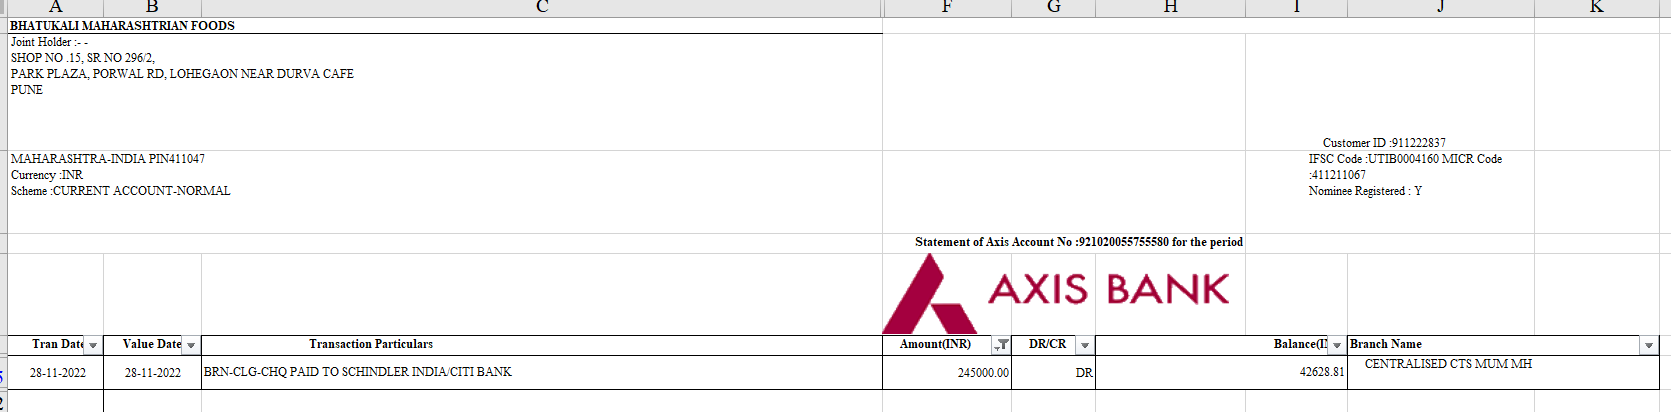 A B C F G H I J K
BHATUKALI MAHARASHTRIAN FOODS
Joint Holder :- -
SHOP NO .15, SR NO 296/2,
PARK PLAZA, PORWAL RD, LOHEGAON NEAR DURVA CAFE
PUNE
Customer ID :911222837
MAHARASHTRA-INDIA PIN411047
IFSC Code :UTIB0004160 MICR Code
Currency :INR
:411211067
Scheme :CURRENT ACCOUNT-NORMAL
Nominee Registered : Y
Statement of Axis Account No :921020055755580 for the period
AXIS BANK
Tran Date Value Date Transaction Particulars Amount(INR) DR/CR Balance(I Branch Name
28-11-2022 28-11-2022 BRN-CLG-CHQ PAID TO SCHINDLER INDIA/CITI BANK 245000.00 DR 42628.81 CENTRALISED CTS MUM MH